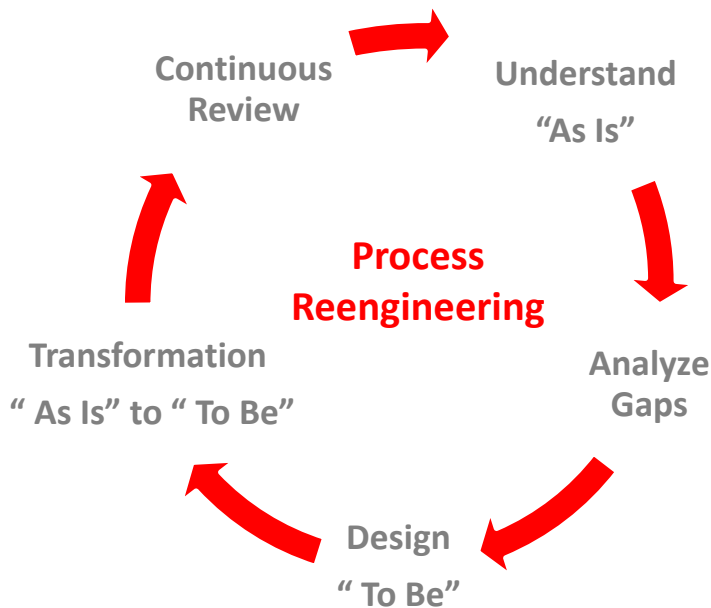 Continuous
Review
Understand
“As Is”
Process
Reengineering
Analyze
Gaps
Design
“ To Be”
Transformation
“ As Is” to “ To Be”